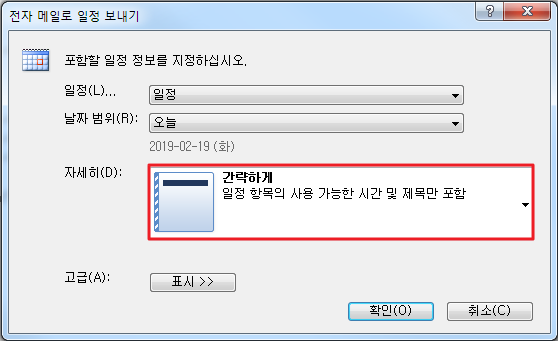 전자 메일로 일정 보내기
포함할 일정 정보를 지정하십시오.
일정(L)... 일정
날짜 범위(R): 오늘
2019-02-19 (화)
자세히(D): 간략하게
일정 항목의 사용 가능한 시간 및 제목만 포함
고급(A): 표시 >>
확인(O) 취소(C)